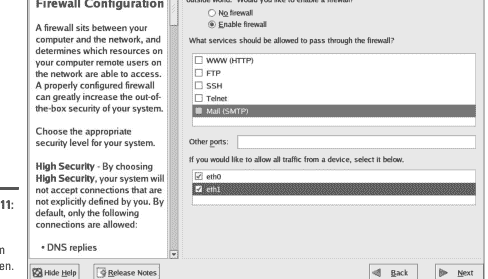 Firewall Configuration
A firewall sits between your
computer and the network, and
determines which resources on
your computer remote users on
the network are able to access.
A properly configured firewall
can greatly increase the out-of-
the-box security of your system.
Choose the appropriate
security level for your system.
High Security - By choosing
High Security, your system will
not accept connections that are
not explicitly defined by you. By
default, only the following
connections are allowed:
• DNS replies
outside world. Would you like to enable a firewall?
No firewall
Enable firewall
What services should be allowed to pass through the firewall?
WWW (HTTP)
FTP
SSH
Telnet
Mail (SMTP)
Other ports:
If you would like to allow all traffic from a device, select it below.
eth0
eth1
Hide Help
Release Notes
Back
Next
11:
en.